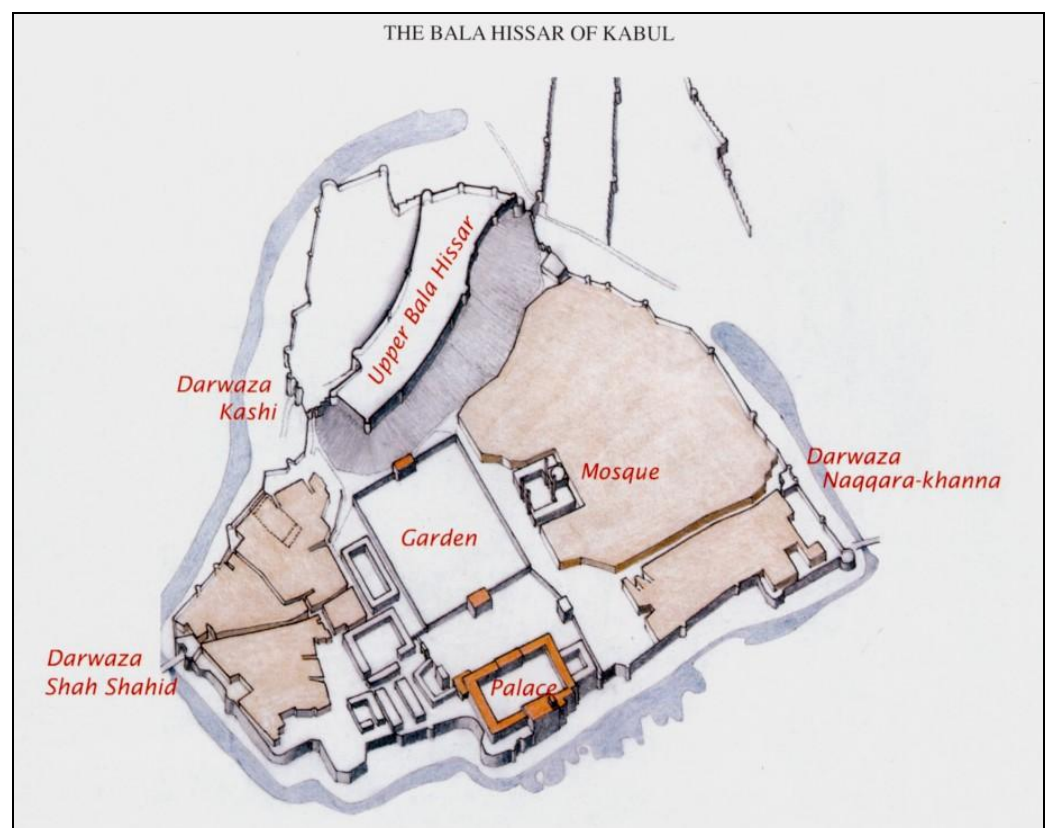 THE BALA HISSAR OF KABUL
Upper Bala Hissar
Darwaza
Kashi
Mosque
Darwaza
Naqqara-khanna
Garden
Darwaza
Shah Shahid
Palace